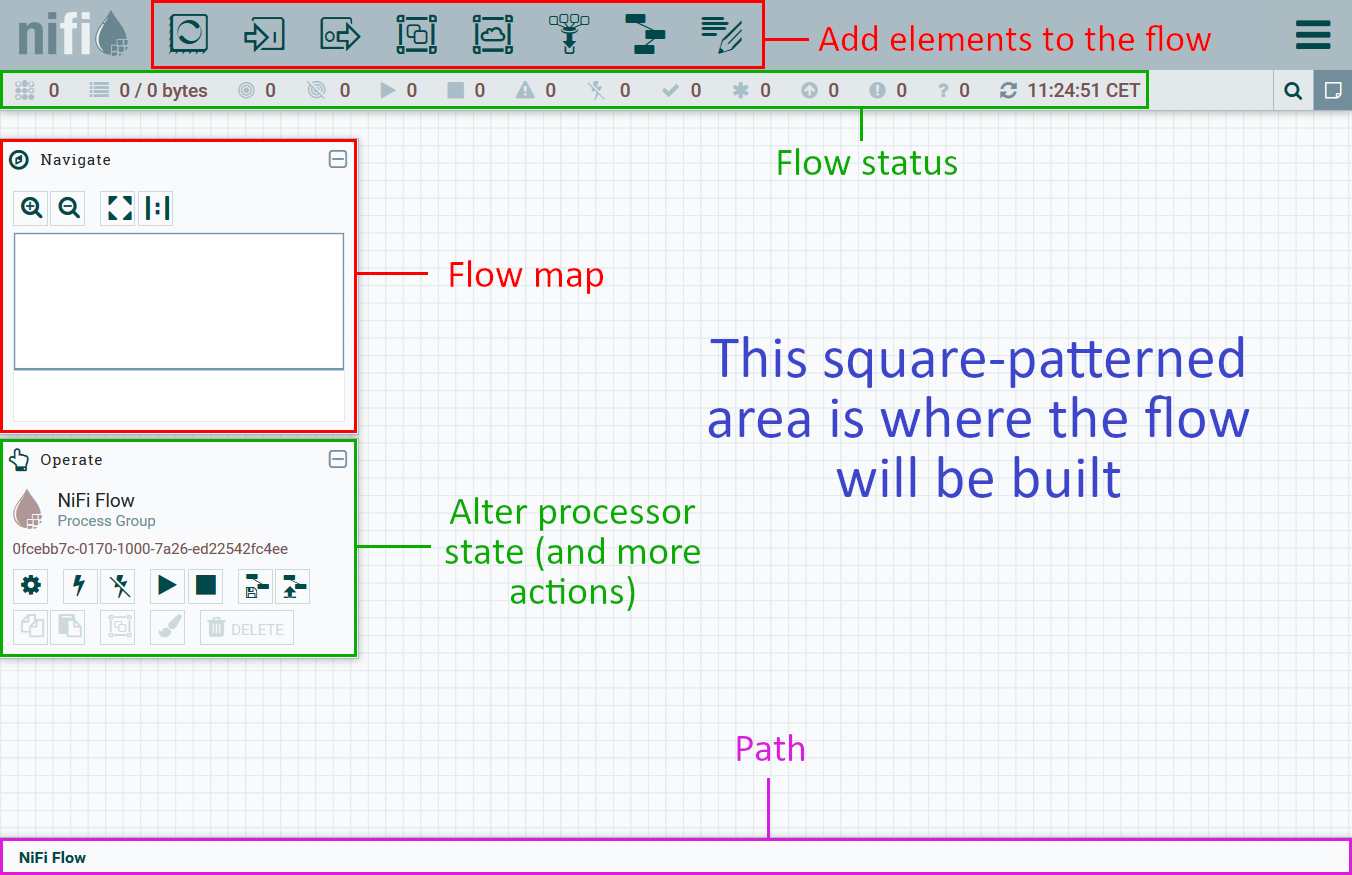 nifi
Add elements to the flow
0 0 / 0 bytes 0 0 0 0 0 0 0 0 0 0 ? 0 11:24:51 CET
Flow status
Navigate
Flow map
This square-patterned
area is where the flow
will be built
Operate
NiFi Flow
Process Group
0fcebb7c-0170-1000-7a26-ed22542fc4ee
DELETE
Alter processor
state (and more
actions)
Path
NiFi Flow